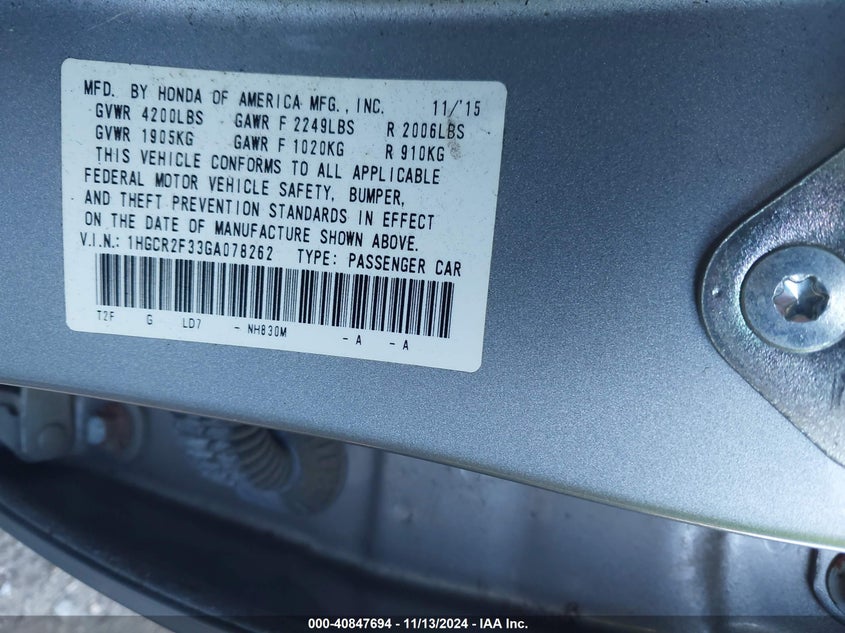 MFD. BY HONDA OF AMERICA MFG., INC. 11/'15
GVWR 4200LBS GAWR F 2249LBS R 2006LBS
GVWR 1905KG GAWR F 1020KG R 910KG
THIS VEHICLE CONFORMS TO ALL APPLICABLE
FEDERAL MOTOR VEHICLE SAFETY, BUMPER,
AND THEFT PREVENTION STANDARDS IN EFFECT
ON THE DATE OF MANUFACTURE SHOWN ABOVE.
V.I.N.: 1HGCR2F33GA078262 TYPE: PASSENGER CAR
T2F G LD7 - NH830M - A - A
000-40847694 — 11/13/2024 — IAA Inc.